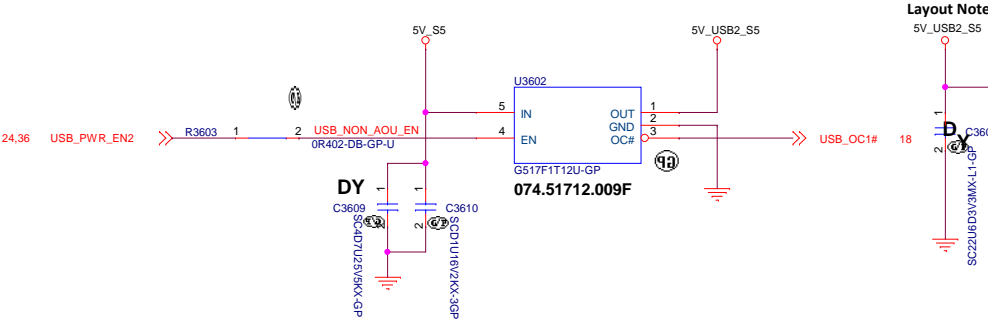 Layout Note
5V_S5
5V_USB2_S5
5V_USB2_S5
U3602
5
IN
OUT
1
GND
2
24,36
USB_PWR_EN2
R3603
1
2
USB_NON_AOU_EN
4
EN
OC#
3
USB_OC1#
18
0R402-DB-GP-U
G517F1T12U-GP
074.51712.009F
DY
1
1
C3609
C3610
2
2
SC4D7U25V5KX-GP
SCD1U16V2KX-3GP
1
DY
C360
2
SC22U6D3V3MX-L1-GP